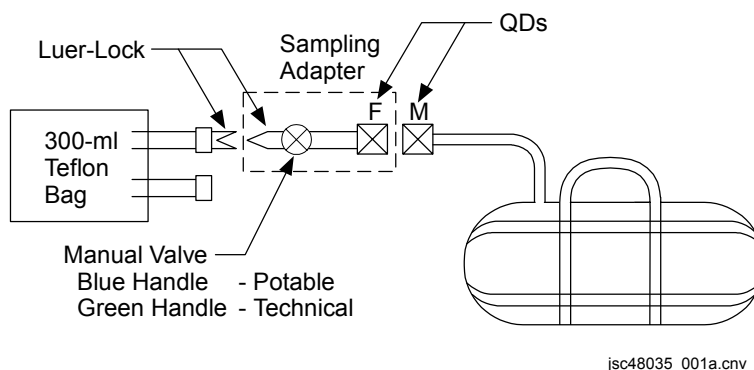 QDs
Luer-Lock
Sampling
Adapter
F M
300-ml
Teflon
Bag
Manual Valve
Blue Handle - Potable
Green Handle - Technical
jsc48035_001a.cnv